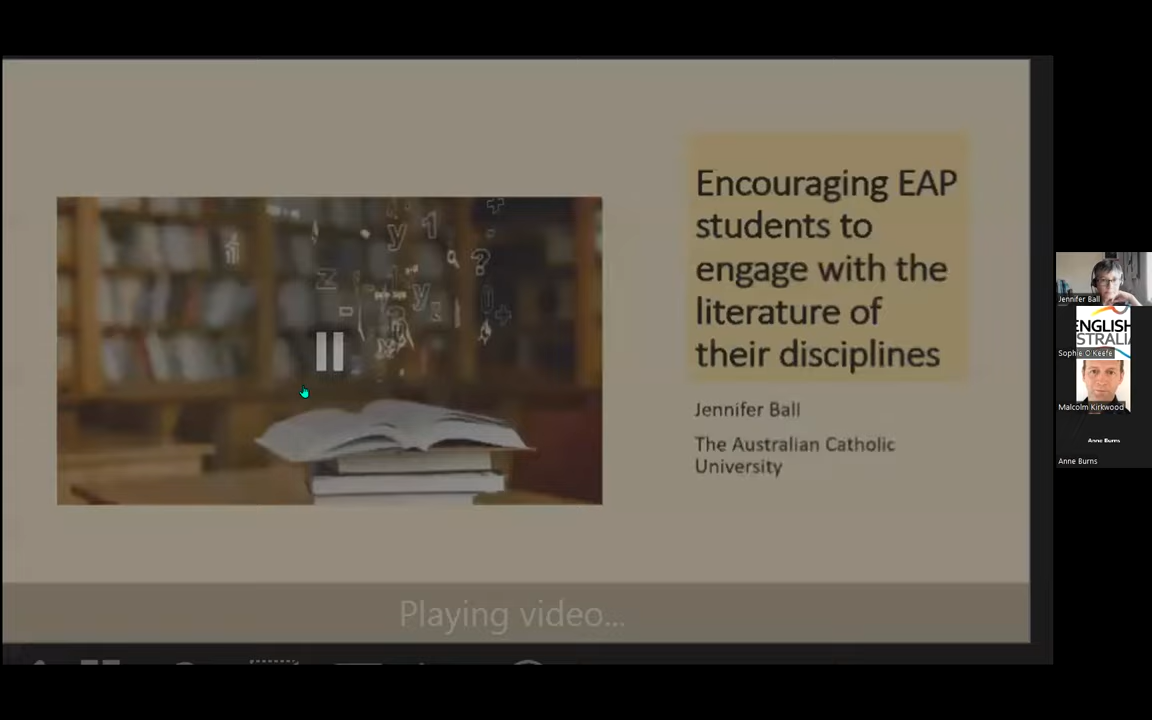 Encouraging EAP
students to
engage with the
literature of
their disciplines
Jennifer Ball
The Australian Catholic
University
Playing video...
Jennifer Ball
ENGLISH
STRALIA
Sophie O Keefe
Malcolm Kirkwood
Anne Burns
Anne Burns